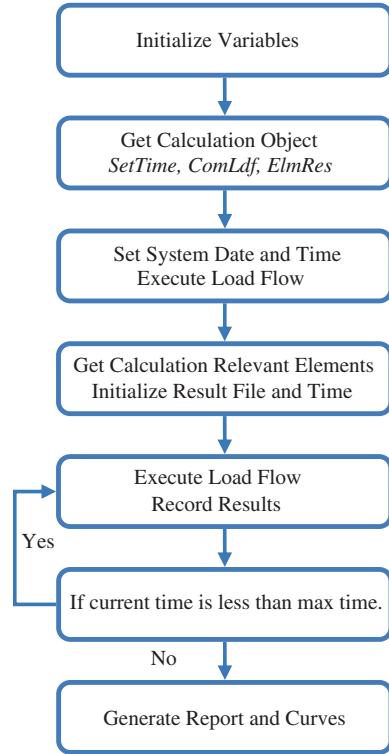 Initialize Variables
Get Calculation Object
SetTime, ComLdf, ElmRes
Set System Date and Time
Execute Load Flow
Get Calculation Relevant Elements
Initialize Result File and Time
Execute Load Flow
Record Results
Yes
If current time is less than max time.
No
Generate Report and Curves